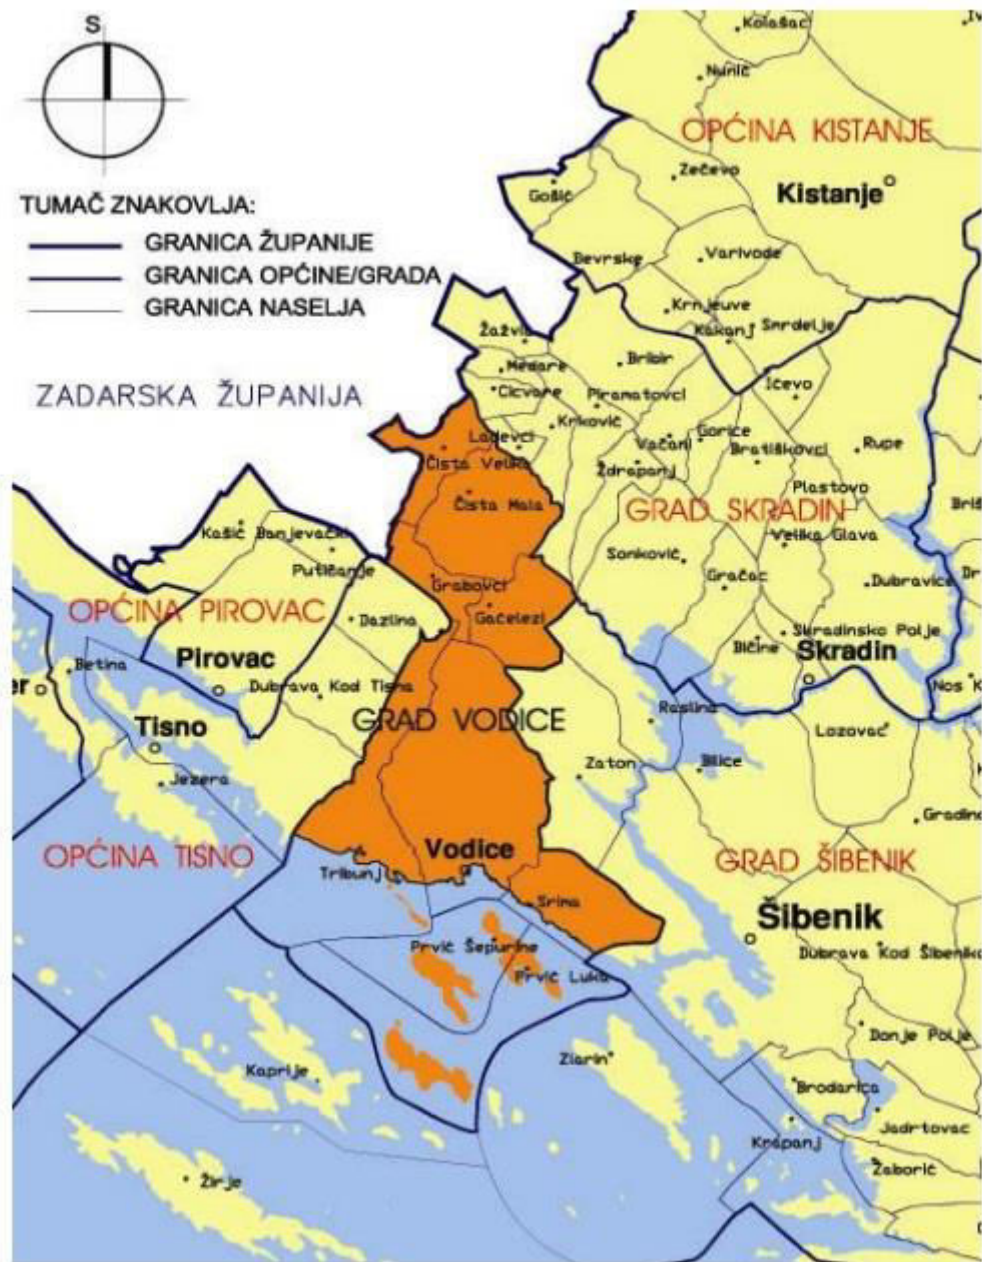 S
TUMAČ ZNAKOVLJA:
GRANICA ŽUPANIJE
GRANICA OPĆINE/GRADA
GRANICA NASELJA
ZADARSKA ŽUPANIJA
Kolašac
Nunić
OPĆINA KISTANJE
Zečevo
Gošić
Kistanje
Bevrske
Varivode
Krnjeuve
Kakanj
Smrdelje
Žažvic
Medare
Bribir
Cicvare
Piramatovci
Ićevo
Krković
Ladevci
Vačani
Gorice
Rupe
Čista Velika
Ždrapanj
Bratiškovci
Čista Mala
Plastovo
GRAD SKRADIN
Velika Glava
Kašić Banjevački
Putičanje
Sonković
Gračac
Dubravice
Grabovci
Gaćelezi
OPĆINA PIROVAC
Dazlina
Skradinsko Polje
Bićine
Skradin
Betina
Pirovac
Dubrava Kod Tisna
er
Nos K
Tisno
GRAD VODICE
Raslina
Lozovac
Jezera
Zaton
Bilice
Gradina
OPĆINA TISNO
Vodice
GRAD ŠIBENIK
Tribunj
Srima
Šibenik
Prvić Šepurine
Prvić Luka
Dubrava Kod Šibenika
Donje Polje
Zlarin
Kaprije
Brodarica
Krapanj
Jadrtovac
Žaborić
Žirje